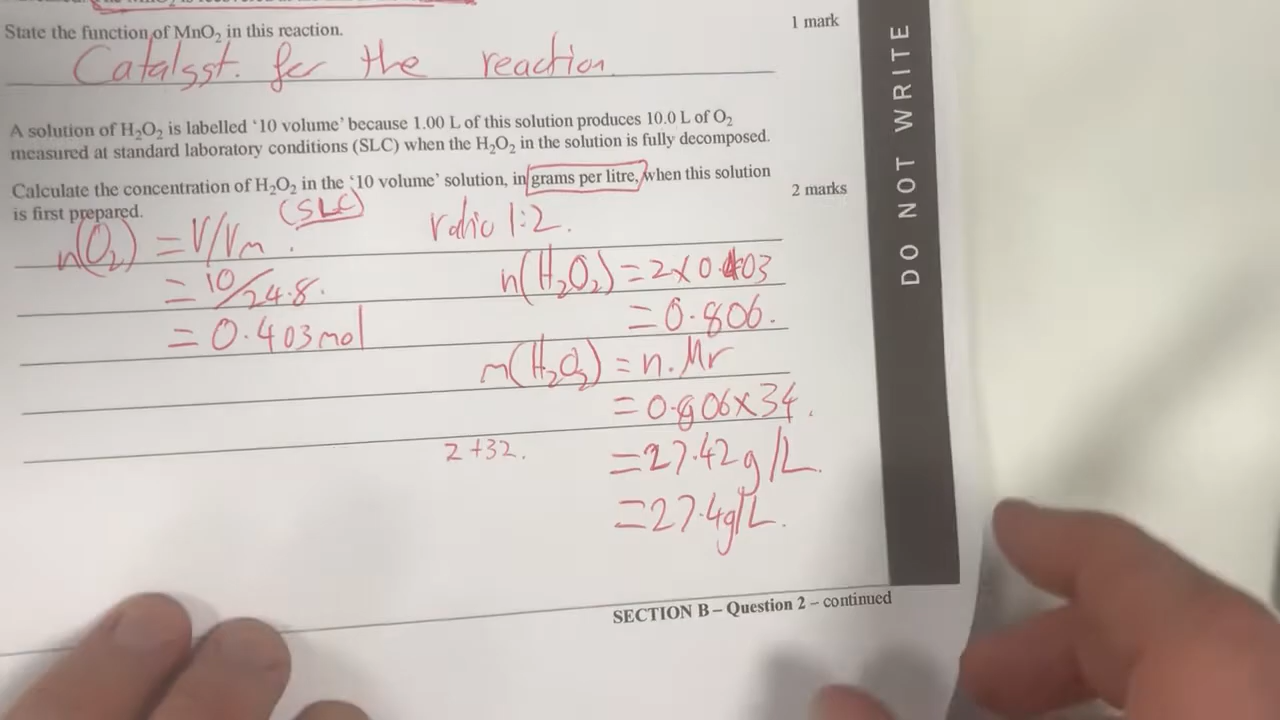 State the function of MnO₂ in this reaction.
1 mark
Catalsst. for the reaction
A solution of H₂O₂ is labelled ‘10 volume’ because 1.00 L of this solution produces 10.0 L of O₂
measured at standard laboratory conditions (SLC) when the H₂O₂ in the solution is fully decomposed.
Calculate the concentration of H₂O₂ in the ‘10 volume’ solution, in grams per litre, when this solution
is first prepared.
2 marks
(SLC)
n(O₂) = V/Vm.
= 10/24.8.
= 0.403 mol
ratio 1:2.
n(H₂O₂) = 2 x 0.403
= 0.806.
m(H₂O₂) = n. Mr
= 0.806 x 34.
2 + 32.
= 27.42 g/L.
= 27.4 g/L.
SECTION B – Question 2 – continued
DO NOT WRITE